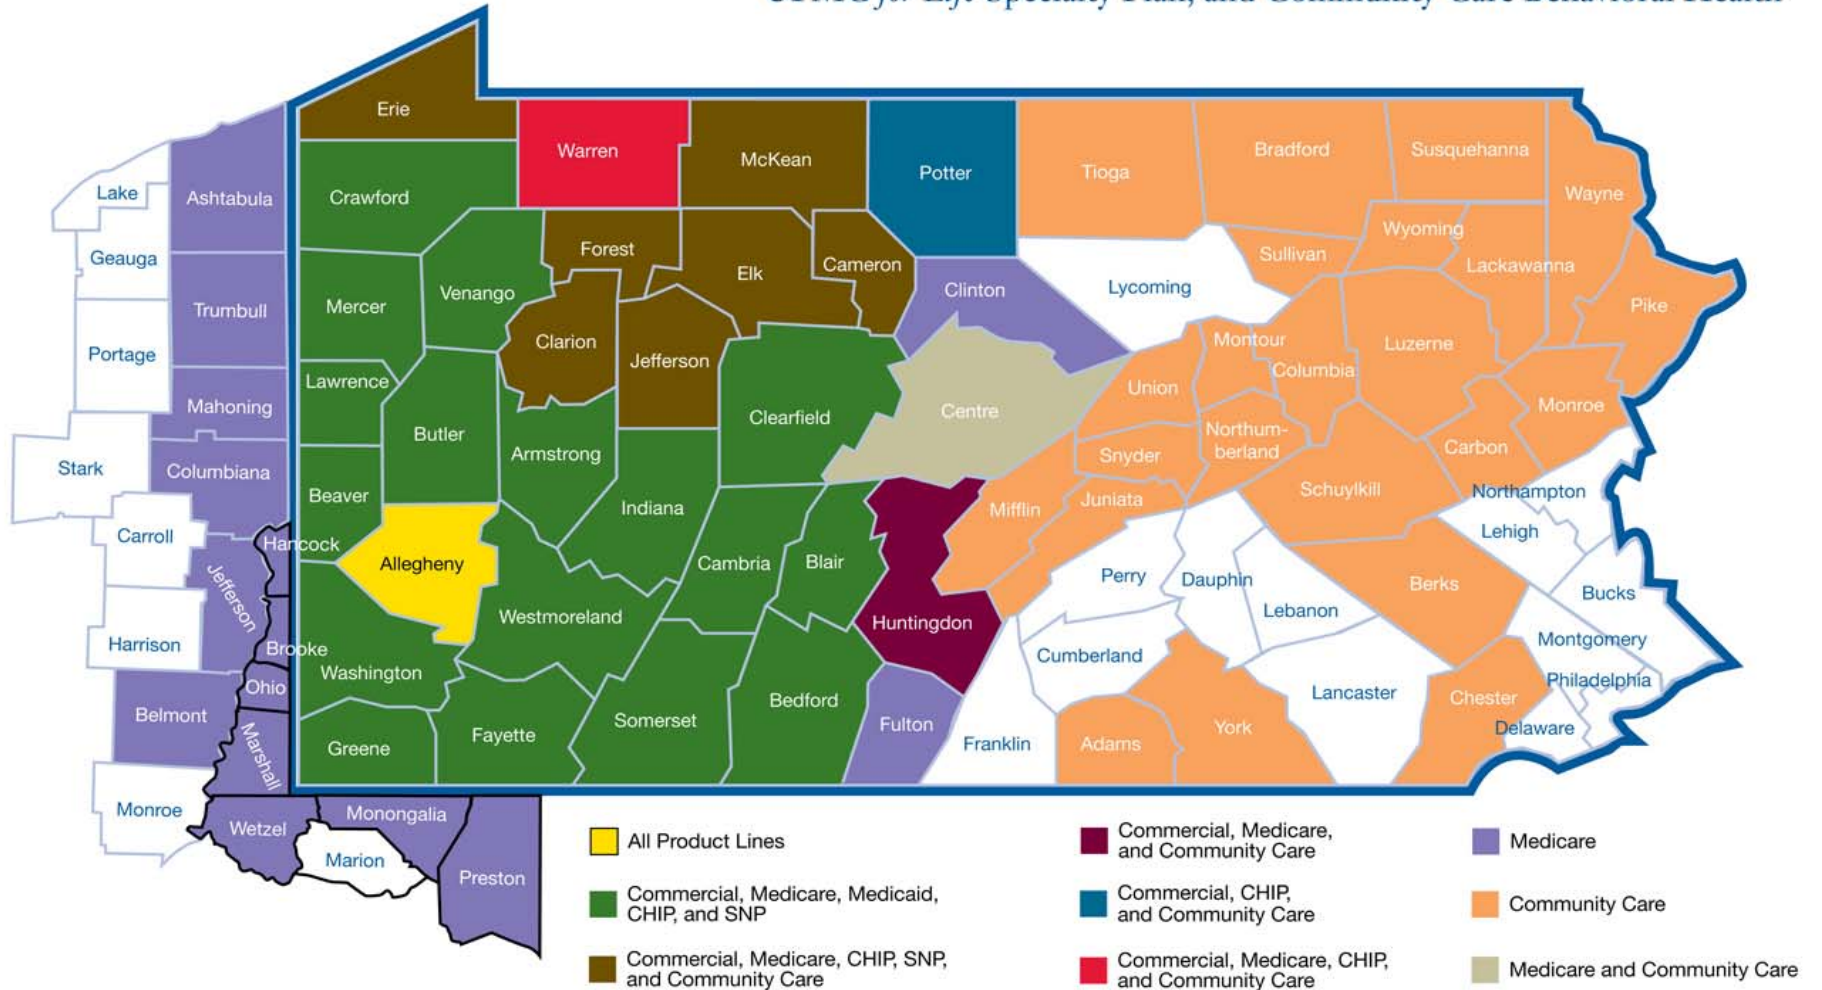 Erie
Warren
McKean
Potter
Tioga
Bradford
Susquehanna
Wayne
Lake
Ashtabula
Crawford
Geauga
Forest
Elk
Cameron
Clinton
Lycoming
Sullivan
Wyoming
Lackawanna
Pike
Trumbull
Mercer
Venango
Portage
Clarion
Jefferson
Clearfield
Centre
Union
Montour
Columbia
Luzerne
Monroe
Lawrence
Mahoning
Butler
Armstrong
Snyder
Northum-
berland
Carbon
Stark
Columbiana
Beaver
Indiana
Mifflin
Juniata
Schuylkill
Northampton
Lehigh
Carroll
Hancock
Allegheny
Cambria
Blair
Perry
Dauphin
Lebanon
Berks
Bucks
Jefferson
Harrison
Brooke
Westmoreland
Huntingdon
Cumberland
Montgomery
Philadelphia
Washington
Ohio
Belmont
Marshall
Greene
Fayette
Somerset
Bedford
Fulton
Franklin
Adams
York
Lancaster
Chester
Delaware
Monroe
Wetzel
Monongalia
Marion
Preston
All Product Lines
Commercial, Medicare, Medicaid,
CHIP, and SNP
Commercial, Medicare, CHIP, SNP,
and Community Care
Commercial, Medicare,
and Community Care
Commercial, CHIP,
and Community Care
Commercial, Medicare, CHIP,
and Community Care
Medicare
Community Care
Medicare and Community Care